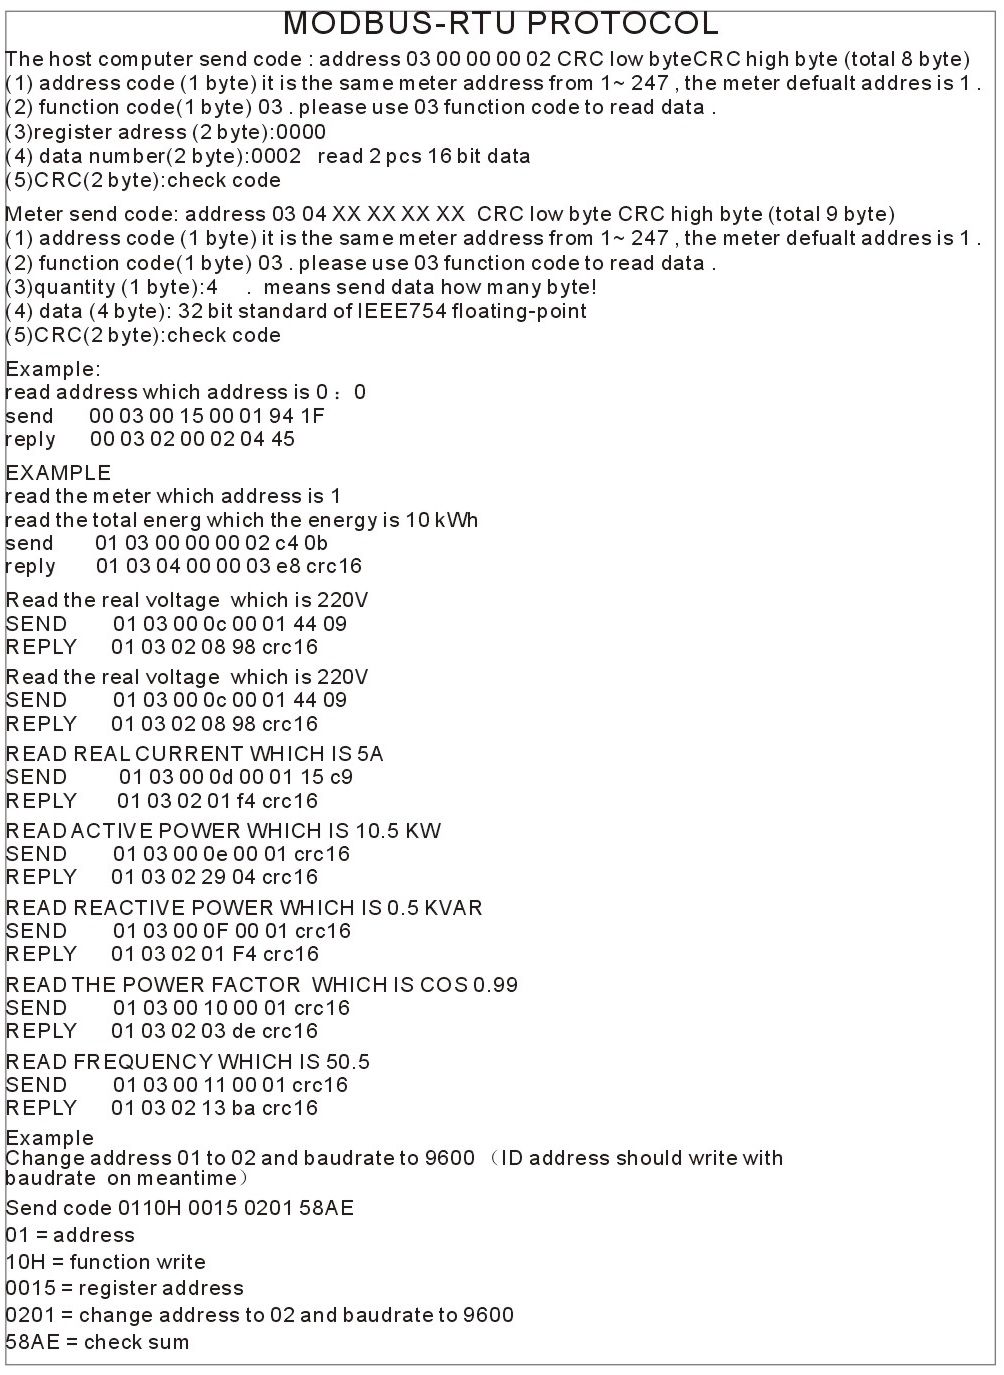 MODBUS-RTU PROTOCOL
The host computer send code : address 03 00 00 00 02 CRC low byteCRC high byte (total 8 byte)
(1) address code (1 byte) it is the same meter address from 1~ 247 , the meter defualt addres is 1 .
(2) function code(1 byte) 03 . please use 03 function code to read data .
(3)register adress (2 byte):0000
(4) data number(2 byte):0002 read 2 pcs 16 bit data
(5)CRC(2 byte):check code
Meter send code: address 03 04 XX XX XX XX CRC low byte CRC high byte (total 9 byte)
(1) address code (1 byte) it is the same meter address from 1~ 247 , the meter defualt addres is 1 .
(2) function code(1 byte) 03 . please use 03 function code to read data .
(3)quantity (1 byte):4 . means send data how many byte!
(4) data (4 byte): 32 bit standard of IEEE754 floating-point
(5)CRC(2 byte):check code
Example:
read address which address is 0：0
send 00 03 00 15 00 01 94 1F
reply 00 03 02 00 02 04 45
EXAMPLE
read the meter which address is 1
read the total energ which the energy is 10 kWh
send 01 03 00 00 00 02 c4 0b
reply 01 03 04 00 00 03 e8 crc16
Read the real voltage which is 220V
SEND 01 03 00 0c 00 01 44 09
REPLY 01 03 02 08 98 crc16
Read the real voltage which is 220V
SEND 01 03 00 0c 00 01 44 09
REPLY 01 03 02 08 98 crc16
READ REAL CURRENT WHICH IS 5A
SEND 01 03 00 0d 00 01 15 c9
REPLY 01 03 02 01 f4 crc16
READ ACTIVE POWER WHICH IS 10.5 KW
SEND 01 03 00 0e 00 01 crc16
REPLY 01 03 02 29 04 crc16
READ REACTIVE POWER WHICH IS 0.5 KVAR
SEND 01 03 00 0F 00 01 crc16
REPLY 01 03 02 01 F4 crc16
READ THE POWER FACTOR WHICH IS COS 0.99
SEND 01 03 00 10 00 01 crc16
REPLY 01 03 02 03 de crc16
READ FREQUENCY WHICH IS 50.5
SEND 01 03 00 11 00 01 crc16
REPLY 01 03 02 13 ba crc16
Example
Change address 01 to 02 and baudrate to 9600 （ID address should write with
baudrate on meantime）
Send code 0110H 0015 0201 58AE
01 = address
10H = function write
0015 = register address
0201 = change address to 02 and baudrate to 9600
58AE = check sum